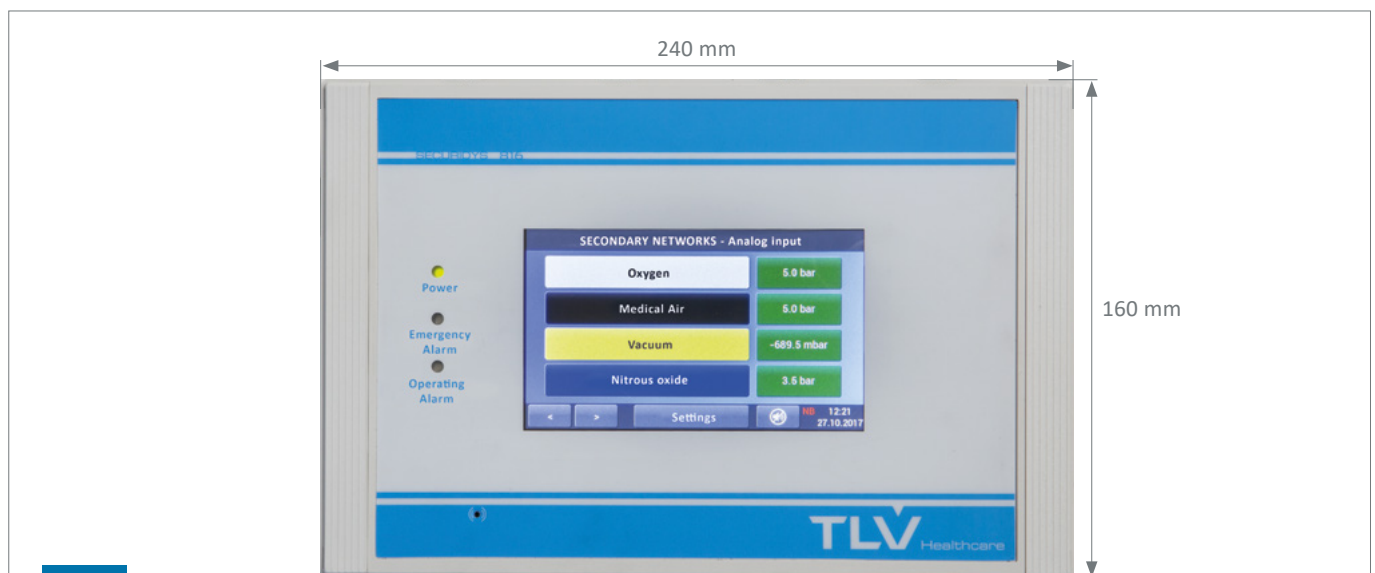 240 mm
160 mm
SECURIDYS B16
SECONDARY NETWORKS - Analog input
Oxygen 5.0 bar
Medical Air 5.0 bar
Vacuum -689.5 mbar
Nitrous oxide 3.5 bar
< > Settings 12:21
27.10.2017
Power
Emergency
Alarm
Operating
Alarm
TLV Healthcare